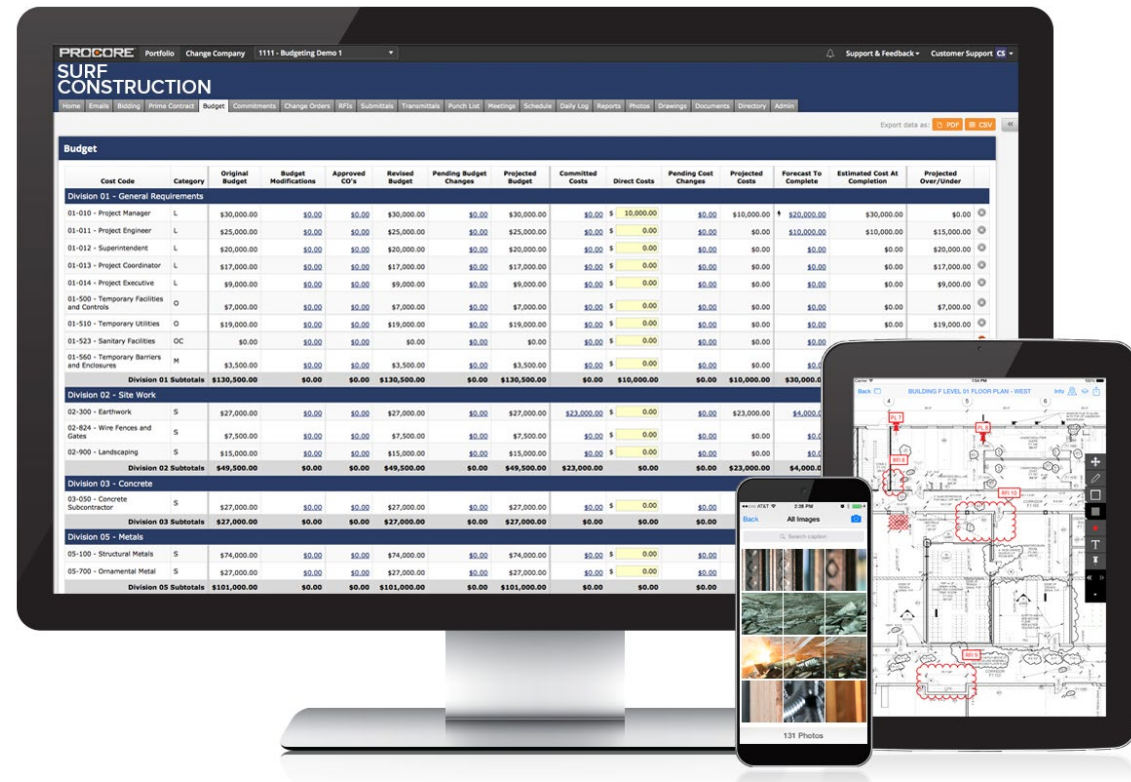 PROCORE Portfolio Change Company 1111 - Budgeting Demo 1 Support & Feedback Customer Support CS
SURF
CONSTRUCTION
Home Emails Bidding Prime Contract Budget Commitments Change Orders RFIs Submittals Transmittals Punch List Meetings Schedule Daily Log Reports Photos Drawings Documents Directory Admin
Export data as: PDF CSV
Budget
Cost Code Category Original Budget Budget Modifications Approved CO's Revised Budget Pending Budget Changes Projected Budget Committed Costs Direct Costs Pending Cost Changes Projected Costs Forecast To Complete Estimated Cost At Completion Projected Over/Under
Division 01 - General Requirements
01-010 - Project Manager L $30,000.00 $0.00 $0.00 $30,000.00 $0.00 $30,000.00 $0.00 $ 10,000.00 $0.00 $10,000.00 $20,000.00 $30,000.00 $0.00
01-011 - Project Engineer L $25,000.00 $0.00 $0.00 $25,000.00 $0.00 $25,000.00 $0.00 $ 0.00 $0.00 $0.00 $10,000.00 $10,000.00 $15,000.00
01-012 - Superintendent L $20,000.00 $0.00 $0.00 $20,000.00 $0.00 $20,000.00 $0.00 $ 0.00 $0.00 $0.00 $0.00 $0.00 $20,000.00
01-013 - Project Coordinator L $17,000.00 $0.00 $0.00 $17,000.00 $0.00 $17,000.00 $0.00 $ 0.00 $0.00 $0.00 $0.00 $0.00 $17,000.00
01-014 - Project Executive L $9,000.00 $0.00 $0.00 $9,000.00 $0.00 $9,000.00 $0.00 $ 0.00 $0.00 $0.00 $0.00 $0.00 $9,000.00
01-500 - Temporary Facilities and Controls O $7,000.00 $0.00 $0.00 $7,000.00 $0.00 $7,000.00 $0.00 $ 0.00 $0.00 $0.00 $0.00 $0.00 $7,000.00
01-510 - Temporary Utilities O $19,000.00 $0.00 $0.00 $19,000.00 $0.00 $19,000.00 $0.00 $ 0.00 $0.00 $0.00 $0.00 $0.00 $19,000.00
01-523 - Sanitary Facilities OC $0.00 $0.00 $0.00 $0.00 $0.00 $0.00 $0.00 $ 0.00 $0.00 $0.00 $0.00
01-560 - Temporary Barriers and Enclosures M $3,500.00 $0.00 $0.00 $3,500.00 $0.00 $3,500.00 $0.00 $ 0.00 $0.00 $0.00
Division 01 Subtotals $130,500.00 $0.00 $0.00 $130,500.00 $0.00 $130,500.00 $0.00 $10,000.00 $0.00 $10,000.00 $30,000.00
Division 02 - Site Work
02-300 - Earthwork S $27,000.00 $0.00 $0.00 $27,000.00 $0.00 $27,000.00 $23,000.00 $ 0.00 $0.00 $23,000.00 $4,000.0
02-824 - Wire Fences and Gates S $7,500.00 $0.00 $0.00 $7,500.00 $0.00 $7,500.00 $0.00 $ 0.00 $0.00 $0.00
02-900 - Landscaping S $15,000.00 $0.00 $0.00 $15,000.00 $0.00 $15,000.00 $0.00 $ 0.00 $0.00 $0.00
Division 02 Subtotals $49,500.00 $0.00 $0.00 $49,500.00 $0.00 $49,500.00 $23,000.00 $0.00 $0.00 $23,000.00 $4,000.0
Division 03 - Concrete
03-050 - Concrete Subcontractor S $27,000.00 $0.00 $0.00 $27,000.00 $0.00 $27,000.00 $0.00 $ 0.00 $0.00
Division 03 Subtotals $27,000.00 $0.00 $0.00 $27,000.00 $0.00 $27,000.00 $0.00 $0.00 $0.00
Division 05 - Metals
05-100 - Structural Metals S $74,000.00 $0.00 $0.00 $74,000.00 $0.00 $74,000.00 $0.00 $ 0.00 $0.00
05-700 - Ornamental Metal S $27,000.00 $0.00 $0.00 $27,000.00 $0.00 $27,000.00 $0.00 $ 0.00 $0.00
Division 05 Subtotals $101,000.00 $0.00 $0.00 $101,000.00 $0.00 $101,000.00 $0.00 $0.00 $0.00
Carrier 1:04 PM 100%
Back BUILDING F LEVEL 01 FLOOR PLAN - WEST Info
4 5 6
PL 7
PL 8
RFI 8
RFI 10
CORRIDOR
RFI 9
CORRIDOR
T
AT&T 2:38 PM
Back All Images
Search caption
131 Photos